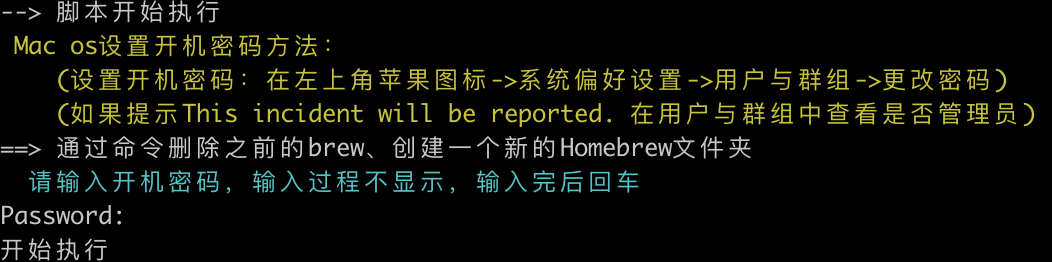 --> 脚本开始执行
Mac os设置开机密码方法：
(设置开机密码：在左上角苹果图标->系统偏好设置->用户与群组->更改密码)
(如果提示This incident will be reported. 在用户与群组中查看是否管理员)
==> 通过命令删除之前的brew、创建一个新的Homebrew文件夹
请输入开机密码，输入过程不显示，输入完后回车
Password:
开始执行